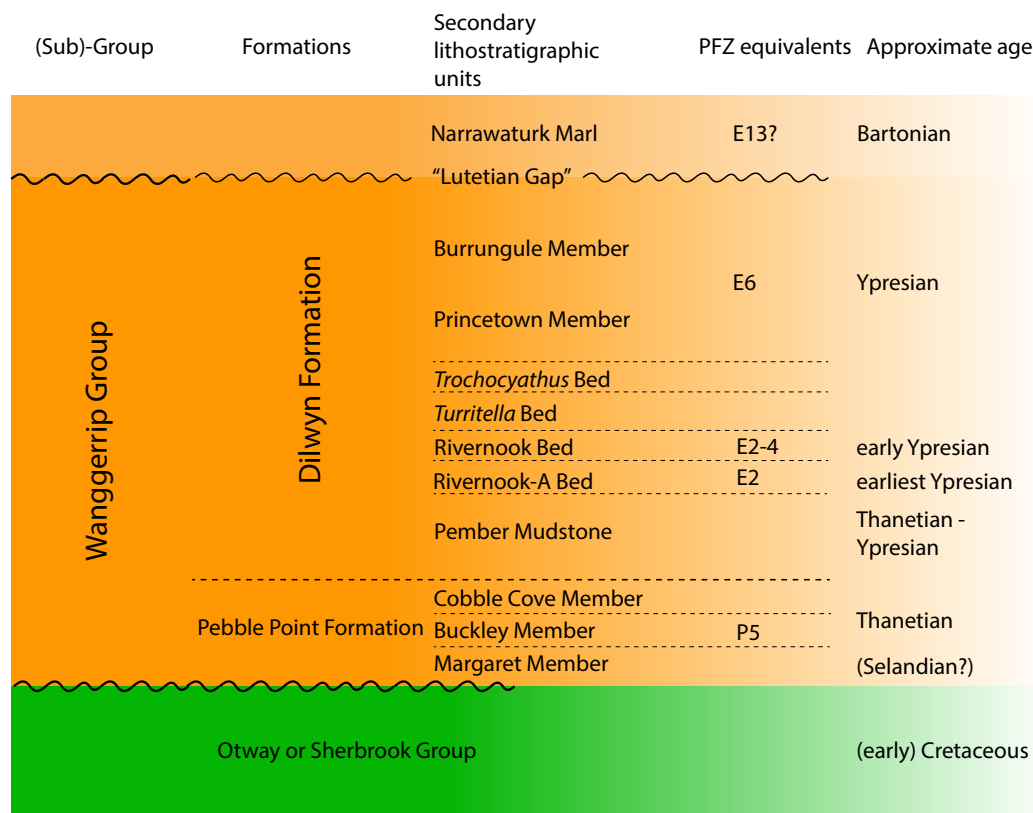 (Sub)-Group
Formations
Secondary
lithostratigraphic
units
PFZ equivalents
Approximate age
Narrawaturk Marl
E13?
Bartonian
“Lutetian Gap”
Wanggerrip Group
Dilwyn Formation
Burrungule Member
E6
Ypresian
Princetown Member
Trochocyathus Bed
Turritella Bed
Rivernook Bed
E2-4
early Ypresian
Rivernook-A Bed
E2
earliest Ypresian
Pember Mudstone
Thanetian -
Ypresian
Pebble Point Formation
Cobble Cove Member
Buckley Member
P5
Thanetian
Margaret Member
(Selandian?)
Otway or Sherbrook Group
(early) Cretaceous